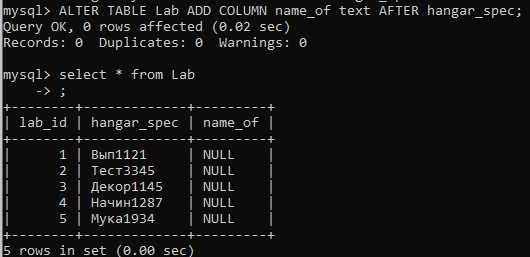 mysql> ALTER TABLE Lab ADD COLUMN name_of text AFTER hangar_spec;
Query OK, 0 rows affected (0.02 sec)
Records: 0  Duplicates: 0  Warnings: 0
mysql> select * from Lab
    -> ;
+--------+-------------+---------+
| lab_id | hangar_spec | name_of |
+--------+-------------+---------+
|      1 | Вып1121     | NULL    |
|      2 | Тест3345    | NULL    |
|      3 | Декор1145   | NULL    |
|      4 | Начин1287   | NULL    |
|      5 | Мука1934    | NULL    |
+--------+-------------+---------+
5 rows in set (0.00 sec)